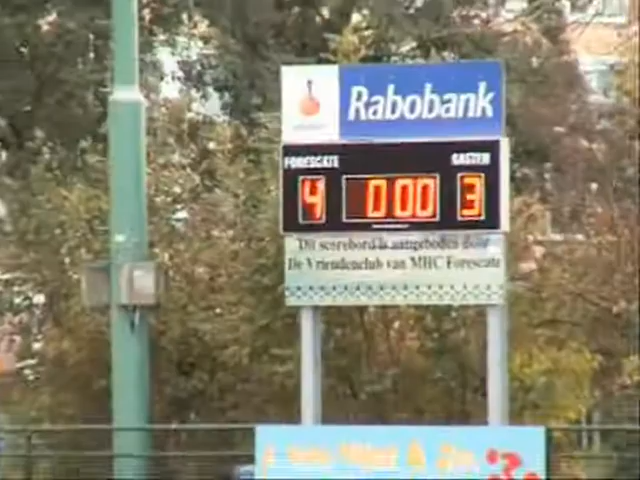 Rabobank
FORESCATE GASTEN
4 0:00 3
Dit scorebord is aangeboden door
De Vriendenclub van MHC Forescate